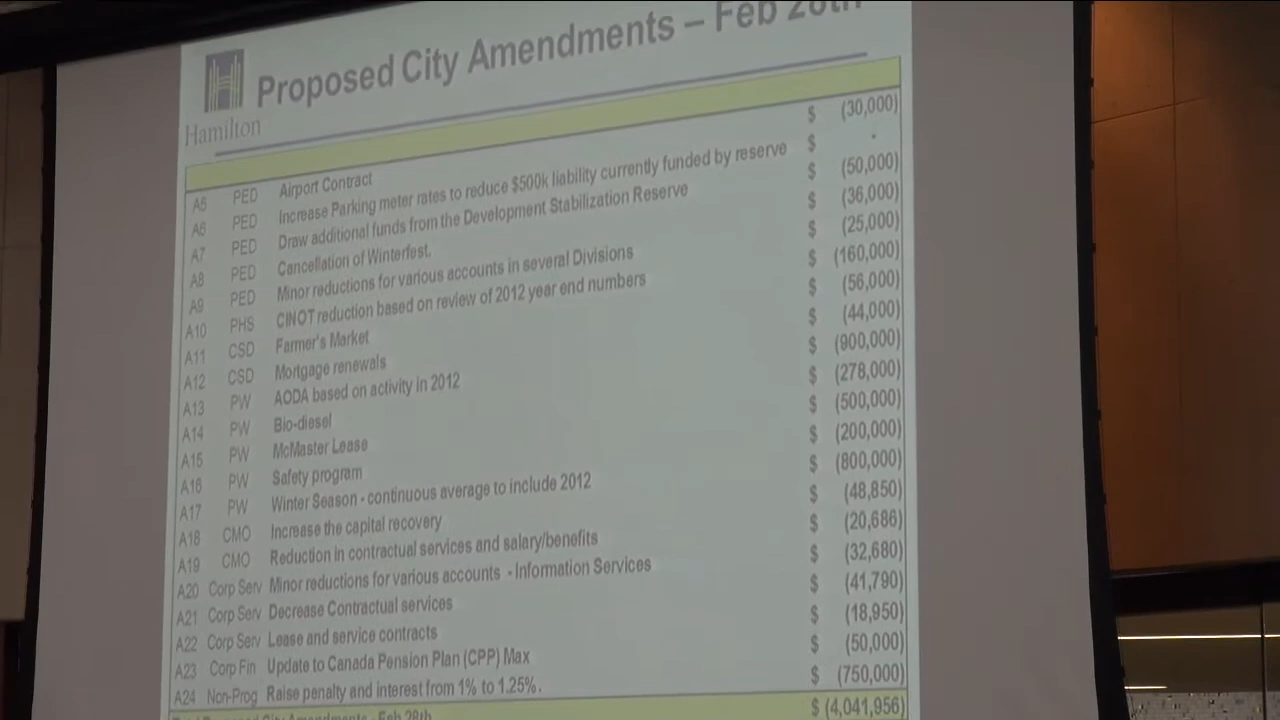 Proposed City Amendments – Feb 28th
Hamilton
A5 PED Airport Contract $ (30,000)
A6 PED Increase Parking meter rates to reduce $500k liability currently funded by reserve $ -
A7 PED Draw additional funds from the Development Stabilization Reserve $ (50,000)
A8 PED Cancellation of Winterfest. $ (36,000)
A9 PED Minor reductions for various accounts in several Divisions $ (25,000)
A10 PHS CINOT reduction based on review of 2012 year end numbers $ (160,000)
A11 CSD Farmer's Market $ (56,000)
A12 CSD Mortgage renewals $ (44,000)
A13 PW AODA based on activity in 2012 $ (900,000)
A14 PW Bio-diesel $ (278,000)
A15 PW McMaster Lease $ (500,000)
A16 PW Safety program $ (200,000)
A17 PW Winter Season - continuous average to include 2012 $ (800,000)
A18 CMO Increase the capital recovery $ (48,850)
A19 CMO Reduction in contractual services and salary/benefits $ (20,686)
A20 Corp Serv Minor reductions for various accounts - Information Services $ (32,680)
A21 Corp Serv Decrease Contractual services $ (41,790)
A22 Corp Serv Lease and service contracts $ (18,950)
A23 Corp Fin Update to Canada Pension Plan (CPP) Max $ (50,000)
A24 Non-Prog Raise penalty and interest from 1% to 1.25%. $ (750,000)
Proposed City Amendments - Feb 28th $ (4,041,956)